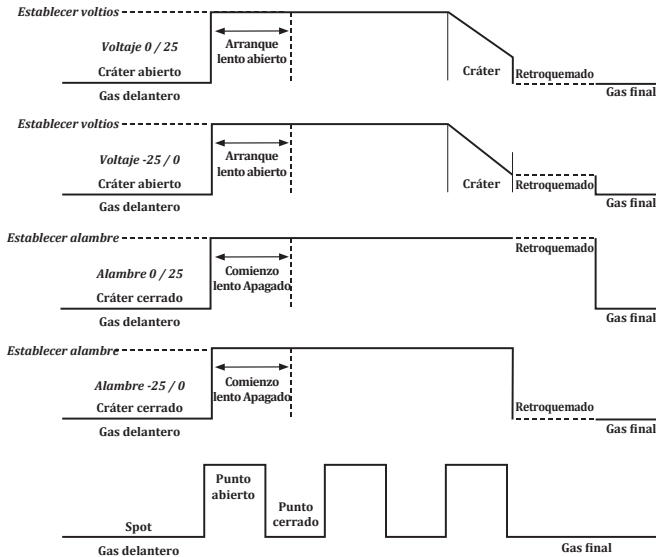 Establecer voltios
Voltaje 0 / 25
Arranque
lento abierto
Cráter abierto
Cráter
Retroquemado
Gas delantero
Gas final
Establecer voltios
Voltaje -25 / 0
Arranque
lento abierto
Cráter abierto
Cráter
Retroquemado
Gas delantero
Gas final
Establecer alambre
Retroquemado
Alambre 0 / 25
Comienzo
lento Apagado
Cráter cerrado
Gas delantero
Gas final
Establecer alambre
Alambre -25 / 0
Comienzo
lento Apagado
Cráter cerrado
Retroquemado
Gas delantero
Gas final
Punto
abierto
Punto
cerrado
Spot
Gas delantero
Gas final